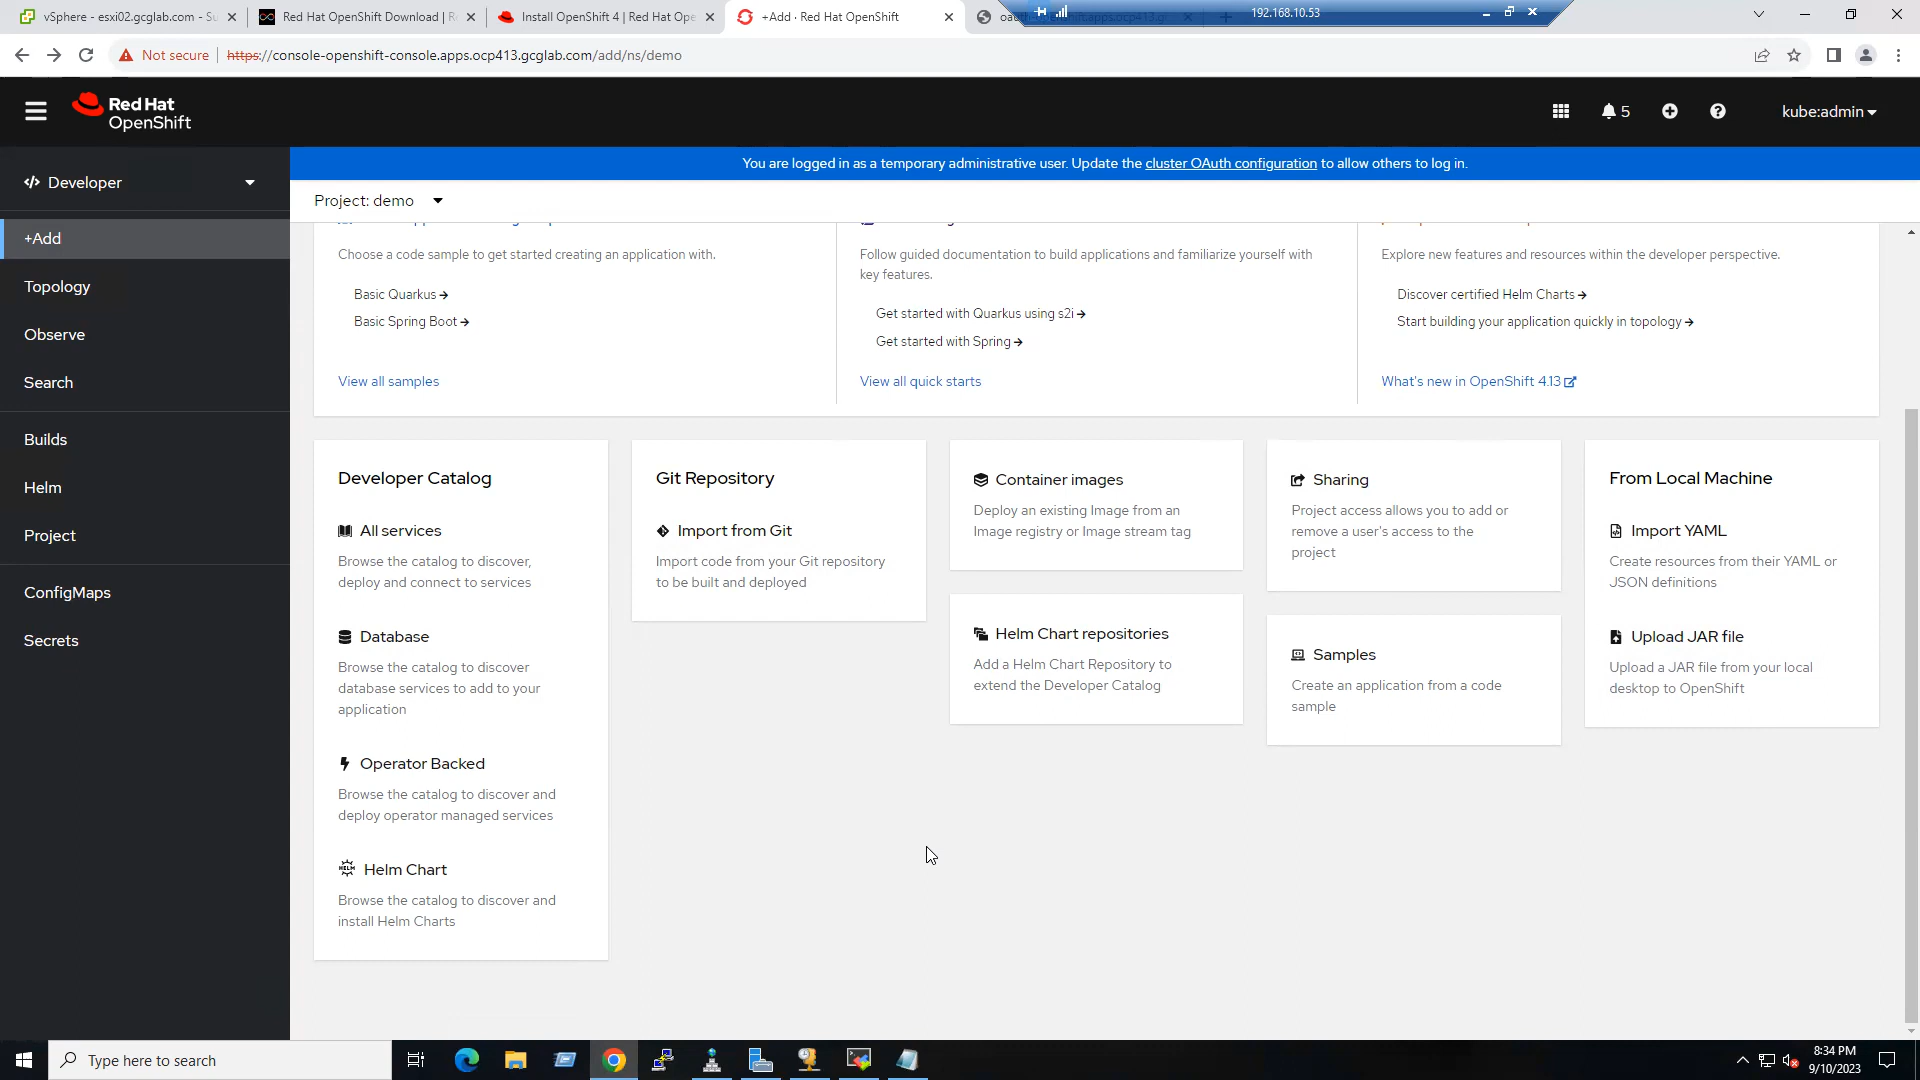 vSphere - esxi02.gcglab.com - Su
Red Hat OpenShift Download | R
Install OpenShift 4 | Red Hat Ope
+Add · Red Hat OpenShift
192.168.10.53
Not secure
https://console-openshift-console.apps.ocp413.gcglab.com/add/ns/demo
Red Hat
OpenShift
5
kube:admin
Developer
You are logged in as a temporary administrative user. Update the cluster OAuth configuration to allow others to log in.
Project: demo
+Add
Topology
Observe
Search
Builds
Helm
Project
ConfigMaps
Secrets
Choose a code sample to get started creating an application with.
Basic Quarkus
Basic Spring Boot
View all samples
Follow guided documentation to build applications and familiarize yourself with
key features.
Get started with Quarkus using s2i
Get started with Spring
View all quick starts
Explore new features and resources within the developer perspective.
Discover certified Helm Charts
Start building your application quickly in topology
What's new in OpenShift 4.13
Developer Catalog
All services
Browse the catalog to discover,
deploy and connect to services
Database
Browse the catalog to discover
database services to add to your
application
Operator Backed
Browse the catalog to discover and
deploy operator managed services
HELM
Helm Chart
Browse the catalog to discover and
install Helm Charts
Git Repository
Import from Git
Import code from your Git repository
to be built and deployed
Container images
Deploy an existing Image from an
Image registry or Image stream tag
Helm Chart repositories
Add a Helm Chart Repository to
extend the Developer Catalog
Sharing
Project access allows you to add or
remove a user's access to the
project
Samples
Create an application from a code
sample
From Local Machine
Import YAML
Create resources from their YAML or
JSON definitions
Upload JAR file
Upload a JAR file from your local
desktop to OpenShift
Type here to search
8:34 PM
9/10/2023